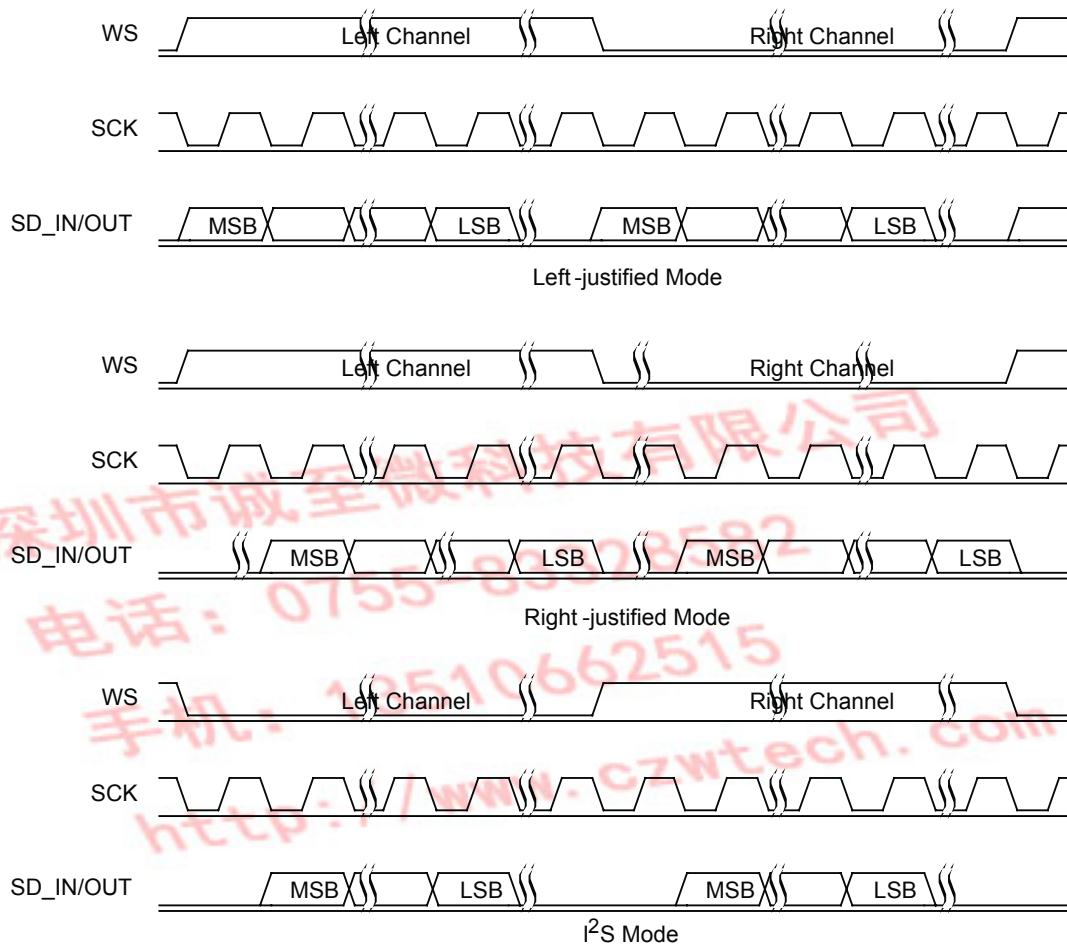 WS Left Channel Right Channel
SCK
SD_IN/OUT MSB LSB MSB LSB
Left-justified Mode
WS Left Channel Right Channel
SCK
SD_IN/OUT MSB LSB MSB LSB
Right-justified Mode
WS Left Channel Right Channel
SCK
SD_IN/OUT MSB LSB MSB LSB
I²S Mode
深圳市诚至微科技有限公司
电话：0755-83328582
手机：18510662515
http://www.czwtech.com